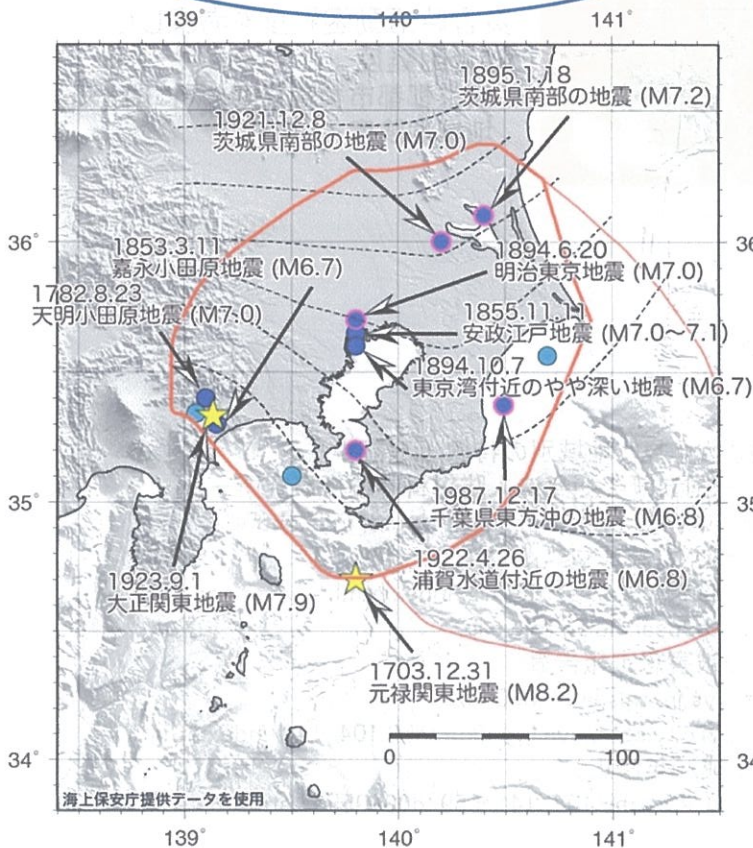 139°
140°
141°
1895.1.18
茨城県南部の地震 (M7.2)
1921.12.8
茨城県南部の地震 (M7.0)
36°
1853.3.11
嘉永小田原地震 (M6.7)
1894.6.20
明治東京地震 (M7.0)
1782.8.23
天明小田原地震 (M7.0)
1855.11.11
安政江戸地震 (M7.0〜7.1)
1894.10.7
東京湾付近のやや深い地震 (M6.7)
35°
1987.12.17
千葉県東方沖の地震 (M6.8)
1922.4.26
浦賀水道付近の地震 (M6.8)
1923.9.1
大正関東地震 (M7.9)
1703.12.31
元禄関東地震 (M8.2)
0
100
34°
海上保安庁提供データを使用
139°
140°
141°